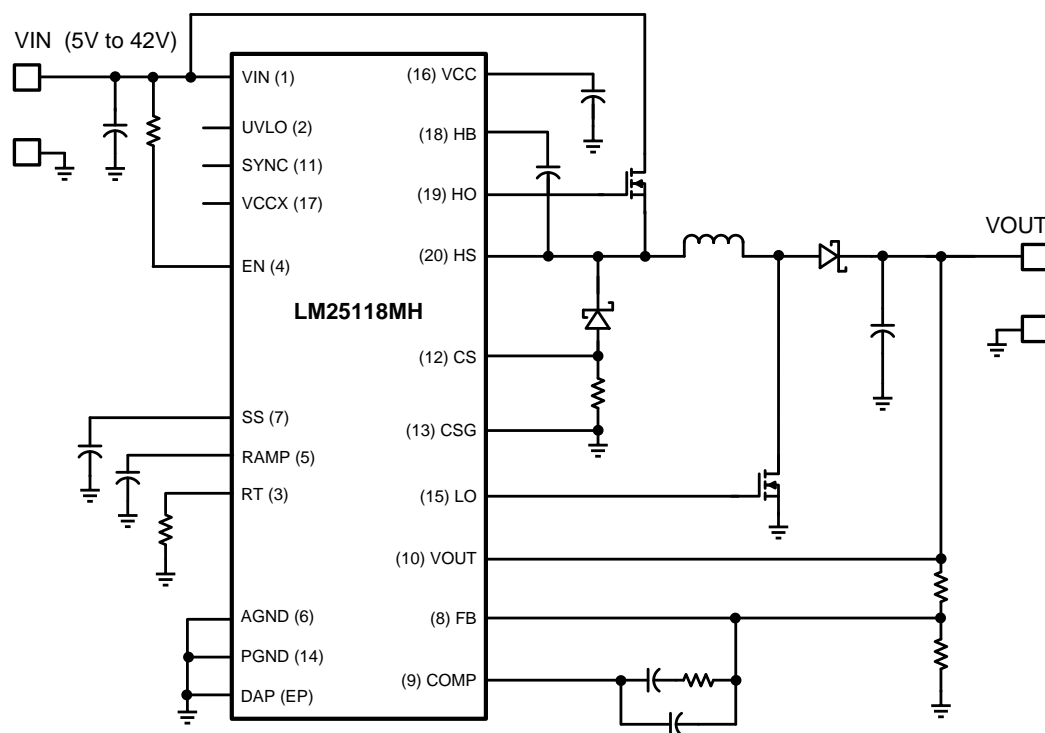 VIN (5V to 42V)
VIN (1)
UVLO (2)
SYNC (11)
VCCX (17)
EN (4)
LM25118MH
SS (7)
RAMP (5)
RT (3)
AGND (6)
PGND (14)
DAP (EP)
(16) VCC
(18) HB
(19) HO
(20) HS
(12) CS
(13) CSG
(15) LO
(10) VOUT
(8) FB
(9) COMP
VOUT